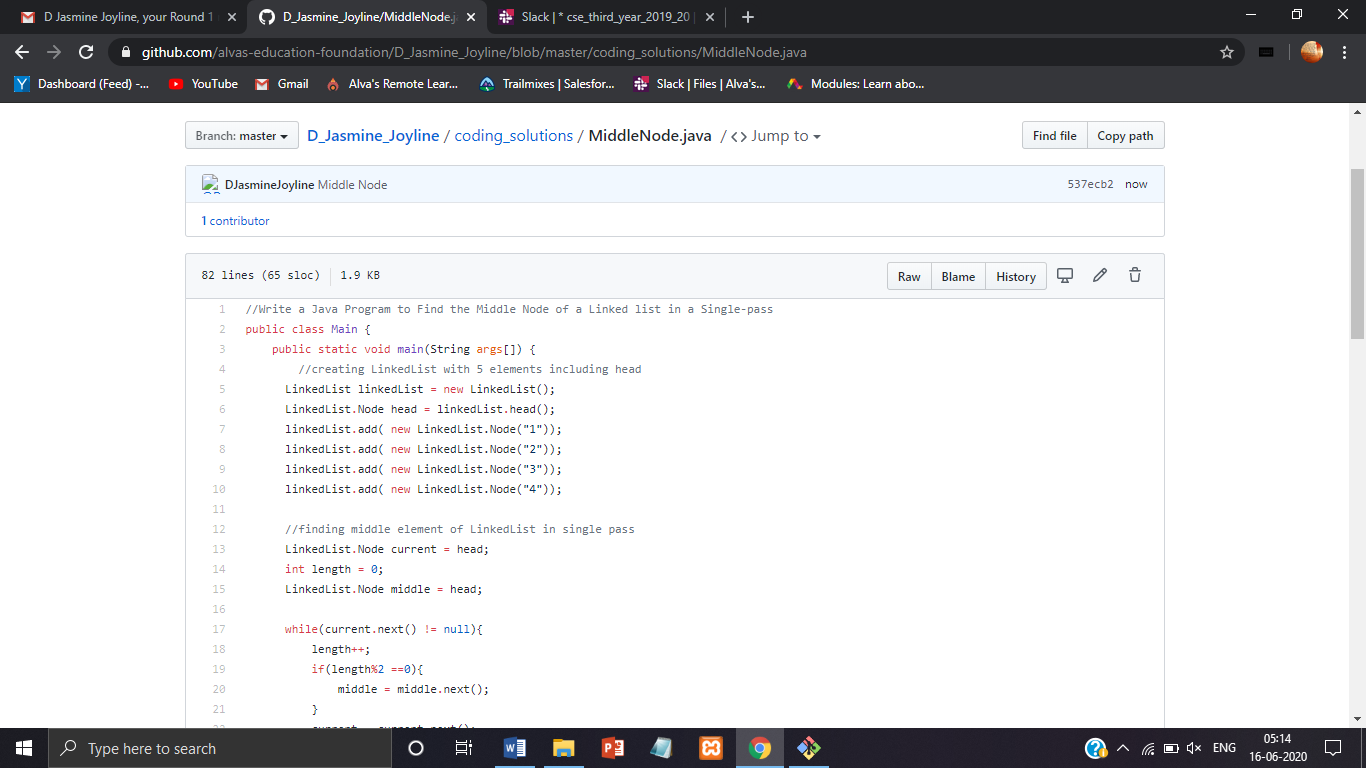 D Jasmine Joyline, your Round 1
D_Jasmine_Joyline/MiddleNode.j
Slack | * cse_third_year_2019_20 |
github.com/alvas-education-foundation/D_Jasmine_Joyline/blob/master/coding_solutions/MiddleNode.java
Dashboard (Feed) -... YouTube Gmail Alva's Remote Lear... Trailmixes | Salesfor... Slack | Files | Alva's... Modules: Learn abo...
Branch: master D_Jasmine_Joyline / coding_solutions / MiddleNode.java / <> Jump to Find file Copy path
DJasmineJoyline Middle Node 537ecb2 now
1 contributor
82 lines (65 sloc) 1.9 KB Raw Blame History
1 //Write a Java Program to Find the Middle Node of a Linked list in a Single-pass
2 public class Main {
3 public static void main(String args[]) {
4 //creating LinkedList with 5 elements including head
5 LinkedList linkedList = new LinkedList();
6 LinkedList.Node head = linkedList.head();
7 linkedList.add( new LinkedList.Node("1"));
8 linkedList.add( new LinkedList.Node("2"));
9 linkedList.add( new LinkedList.Node("3"));
10 linkedList.add( new LinkedList.Node("4"));
11
12 //finding middle element of LinkedList in single pass
13 LinkedList.Node current = head;
14 int length = 0;
15 LinkedList.Node middle = head;
16
17 while(current.next() != null){
18 length++;
19 if(length%2 ==0){
20 middle = middle.next();
21 }
Type here to search
ENG
05:14
16-06-2020